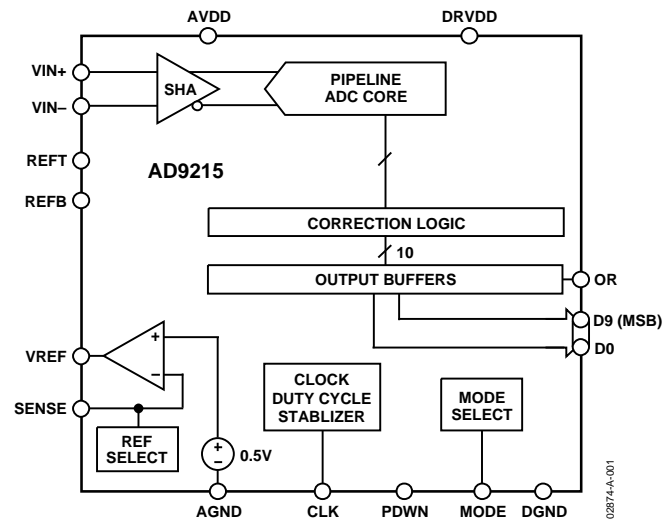 AVDD
DRVDD
VIN+
VIN–
SHA
PIPELINE
ADC CORE
REFT
REFB
AD9215
CORRECTION LOGIC
10
OUTPUT BUFFERS
OR
D9 (MSB)
D0
VREF
+
–
SENSE
REF
SELECT
+
–
0.5V
CLOCK
DUTY CYCLE
STABLIZER
MODE
SELECT
AGND
CLK
PDWN
MODE
DGND
02874-A-001